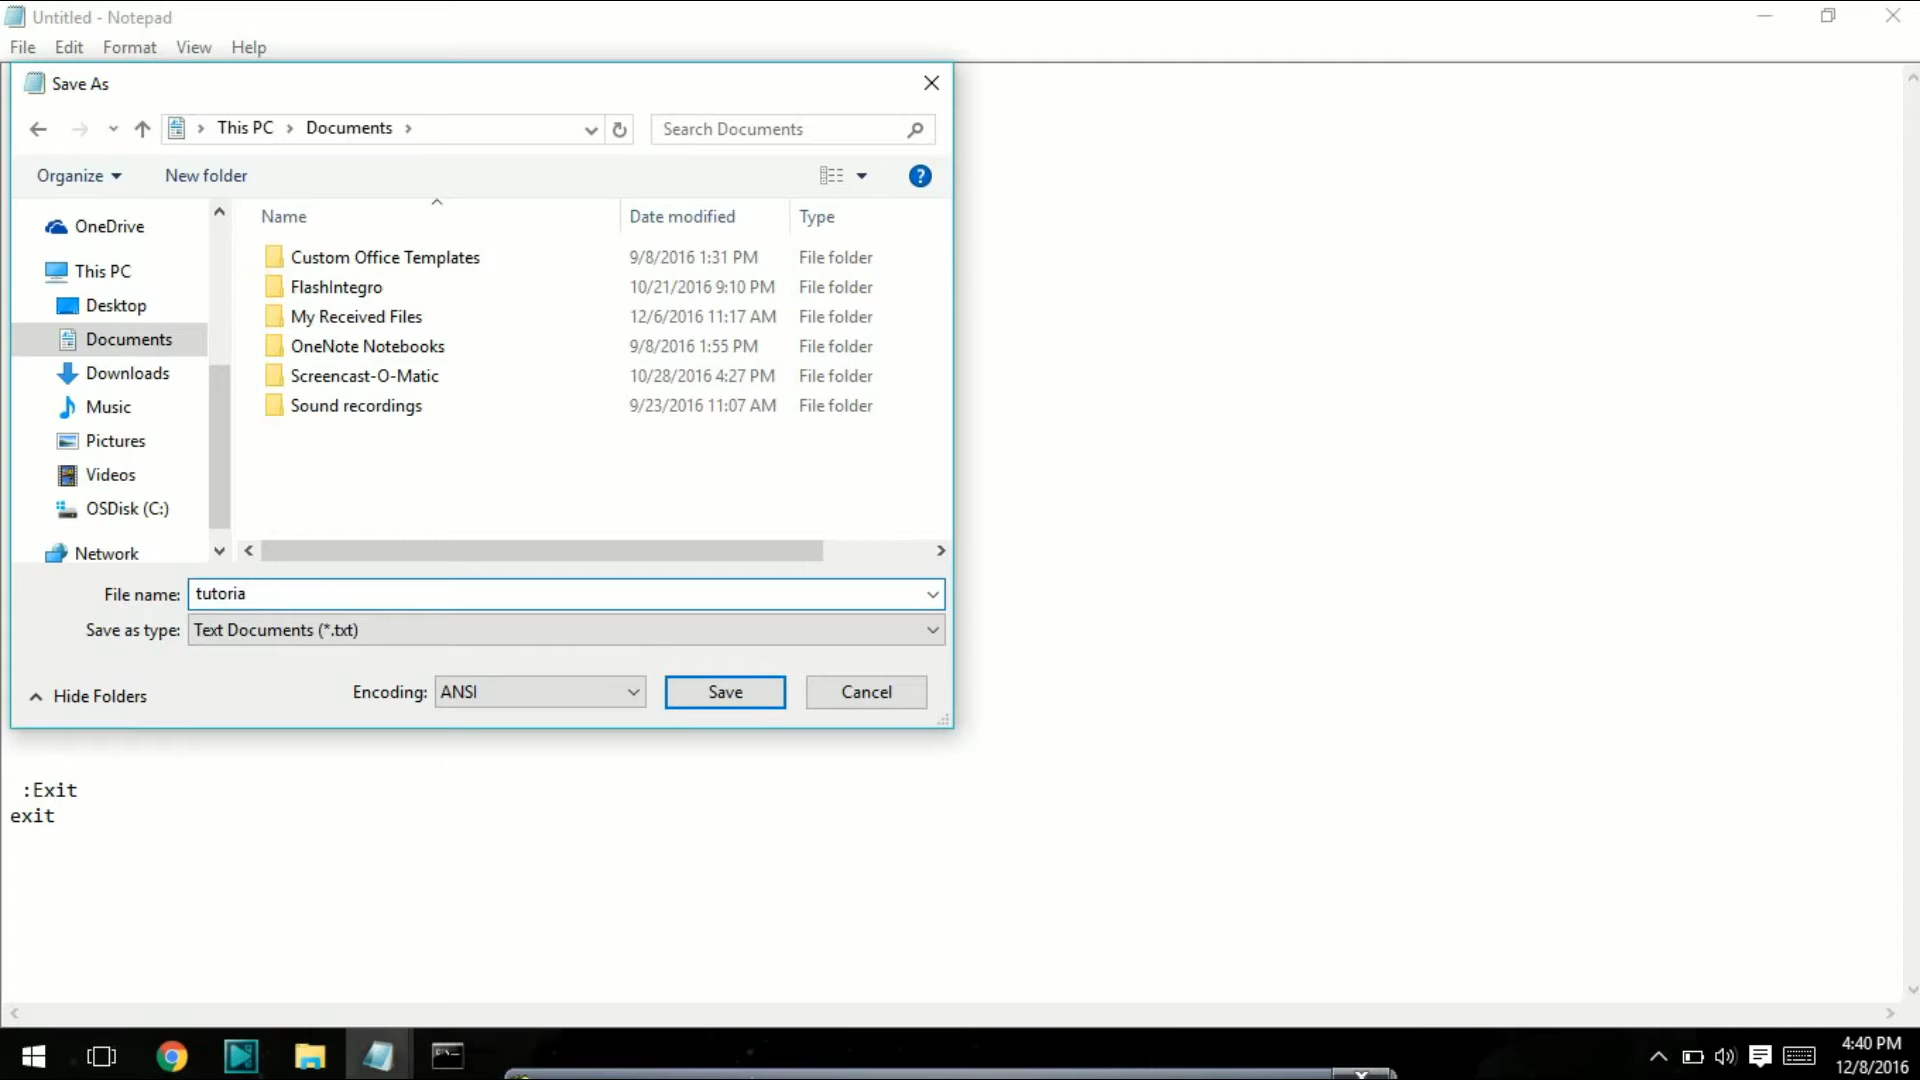 Untitled - Notepad
File Edit Format View Help
Save As
This PC Documents
Search Documents
Organize New folder
?
Name Date modified Type
OneDrive
This PC
Desktop
Documents
Downloads
Music
Pictures
Videos
OSDisk (C:)
Network
Custom Office Templates 9/8/2016 1:31 PM File folder
FlashIntegro 10/21/2016 9:10 PM File folder
My Received Files 12/6/2016 11:17 AM File folder
OneNote Notebooks 9/8/2016 1:55 PM File folder
Screencast-O-Matic 10/28/2016 4:27 PM File folder
Sound recordings 9/23/2016 11:07 AM File folder
File name: tutoria
Save as type: Text Documents (*.txt)
Hide Folders Encoding: ANSI Save Cancel
:Exit
exit
4:40 PM
12/8/2016